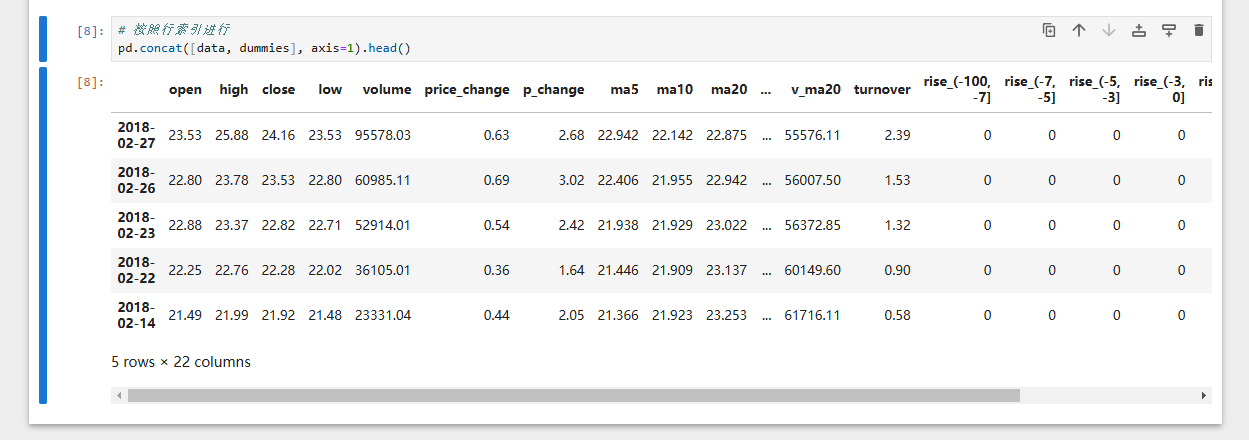 [8]: # 按照行索引进行
pd.concat([data, dummies], axis=1).head()
[8]: open high close low volume price_change p_change ma5 ma10 ma20 ... v_ma20 turnover rise_(-100, -7] rise_(-7, -5] rise_(-5, -3] rise_(-3, 0] ris
2018-02-27 23.53 25.88 24.16 23.53 95578.03 0.63 2.68 22.942 22.142 22.875 ... 55576.11 2.39 0 0 0 0
2018-02-26 22.80 23.78 23.53 22.80 60985.11 0.69 3.02 22.406 21.955 22.942 ... 56007.50 1.53 0 0 0 0
2018-02-23 22.88 23.37 22.82 22.71 52914.01 0.54 2.42 21.938 21.929 23.022 ... 56372.85 1.32 0 0 0 0
2018-02-22 22.25 22.76 22.28 22.02 36105.01 0.36 1.64 21.446 21.909 23.137 ... 60149.60 0.90 0 0 0 0
2018-02-14 21.49 21.99 21.92 21.48 23331.04 0.44 2.05 21.366 21.923 23.253 ... 61716.11 0.58 0 0 0 0
5 rows × 22 columns